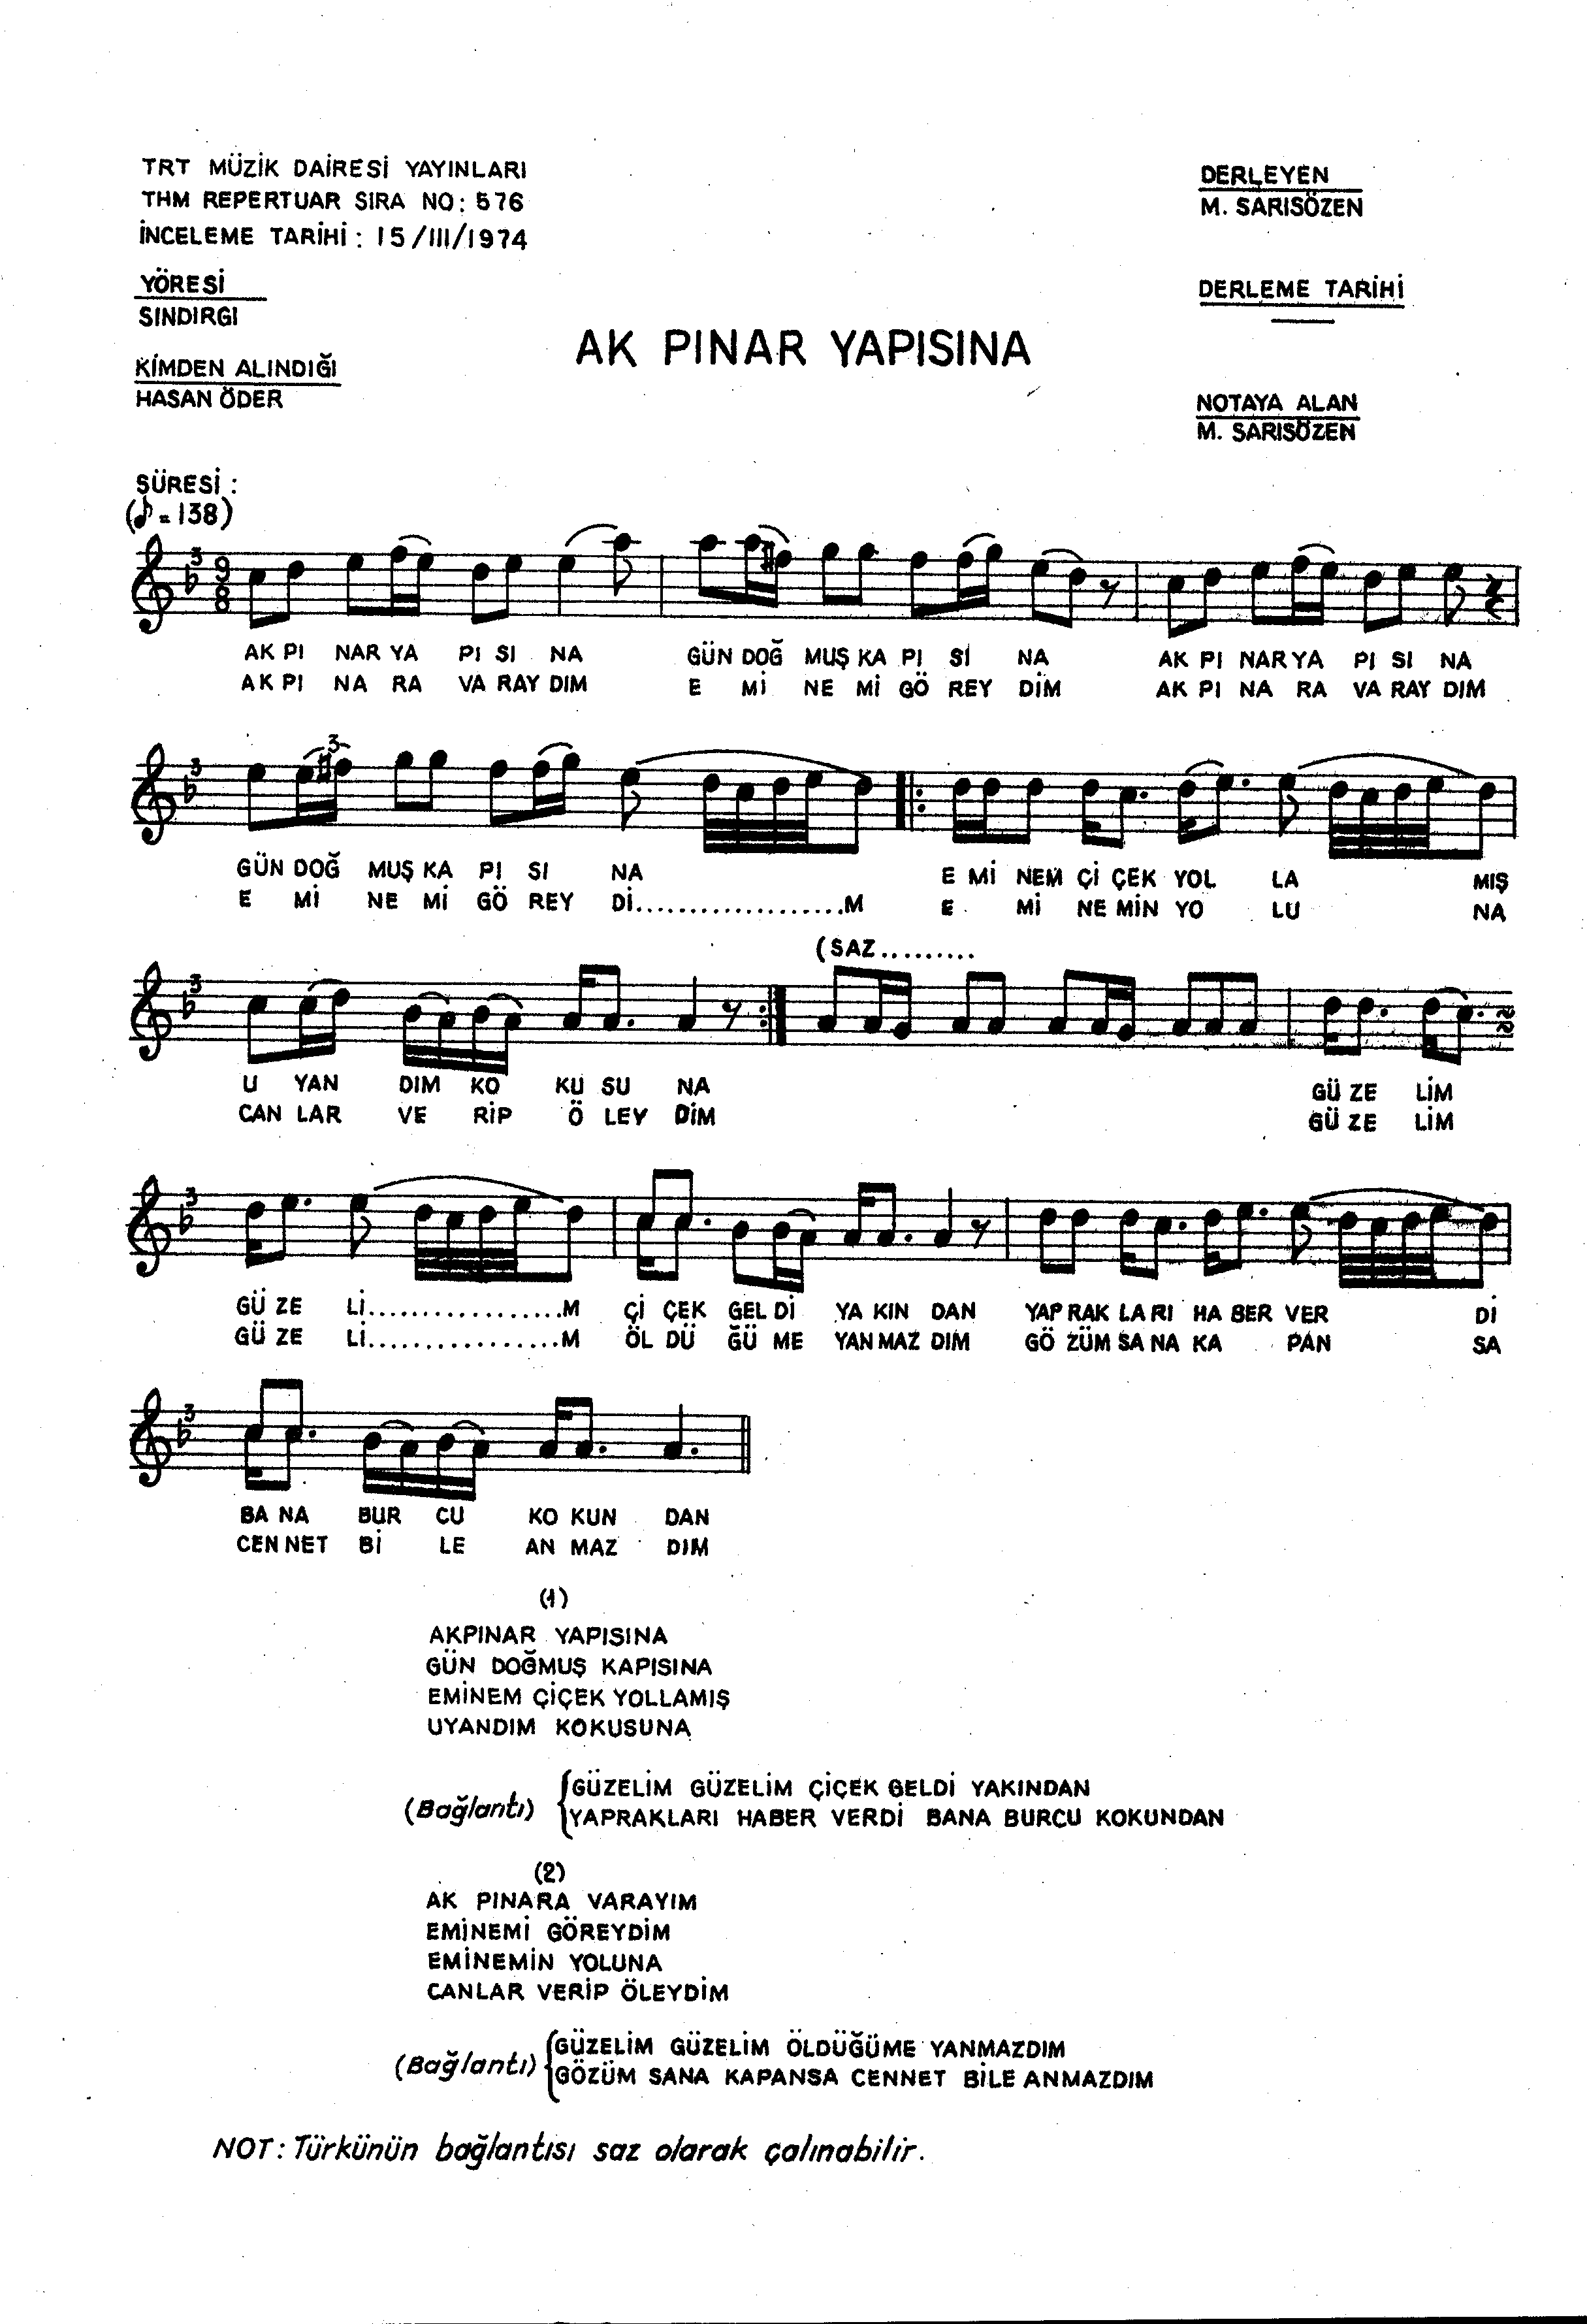 TRT MÜZİK DAİRESİ YAYINLARI
THM REPERTUAR SIRA NO: 576
İNCELEME TARİHİ: 15/III/1974
DERLEYEN
M. SARISÖZEN
YÖRESİ
SINDIRGI
DERLEME TARİHİ
AK PINAR YAPISINA
KİMDEN ALINDIĞI
HASAN ÖDER
NOTAYA ALAN
M. SARISÖZEN
SÜRESİ:
(♪=138)
3 9 8
AK PI NAR YA PI SI NA GÜN DOĞ MUŞ KA PI SI NA AK PI NAR YA PI SI NA
AK PI NA RA VA RAY DIM E Mİ NE Mİ GÖ REY DİM AK PI NA RA VA RAY DIM
3 3
GÜN DOĞ MUŞ KA PI SI NA E Mİ NEM Çİ ÇEK YOL LA MIŞ
E Mİ NE Mİ GÖ REY Dİ....................M E Mİ NE MİN YO LU NA
(SAZ..........
3
U YAN DIM KO KU SU NA GÜ ZE LİM
CAN LAR VE RİP Ö LEY DİM GÜ ZE LİM
3
GÜ ZE Lİ..................M Çİ ÇEK GEL Dİ YA KIN DAN YAP RAK LA RI HA BER VER Dİ
GÜ ZE Lİ..................M ÖL DÜ ĞÜ ME YAN MAZ DIM GÖ ZÜM SA NA KA PAN SA
3
BA NA BUR CU KO KUN DAN
CEN NET Bİ LE AN MAZ DIM
(1)
AKPINAR YAPISINA
GÜN DOĞMUŞ KAPISINA
EMİNEM ÇİÇEK YOLLAMIŞ
UYANDIM KOKUSUNA
(Bağlantı) {GÜZELİM GÜZELİM ÇİÇEK GELDİ YAKINDAN
YAPRAKLARI HABER VERDİ BANA BURCU KOKUNDAN
(2)
AK PINARA VARAYIM
EMİNEMİ GÖREYDİM
EMİNEMİN YOLUNA
CANLAR VERİP ÖLEYDİM
(Bağlantı) {GÜZELİM GÜZELİM ÖLDÜĞÜME YANMAZDIM
GÖZÜM SANA KAPANSA CENNET BİLE ANMAZDIM
NOT: Türkünün bağlantısı saz olarak çalınabilir.